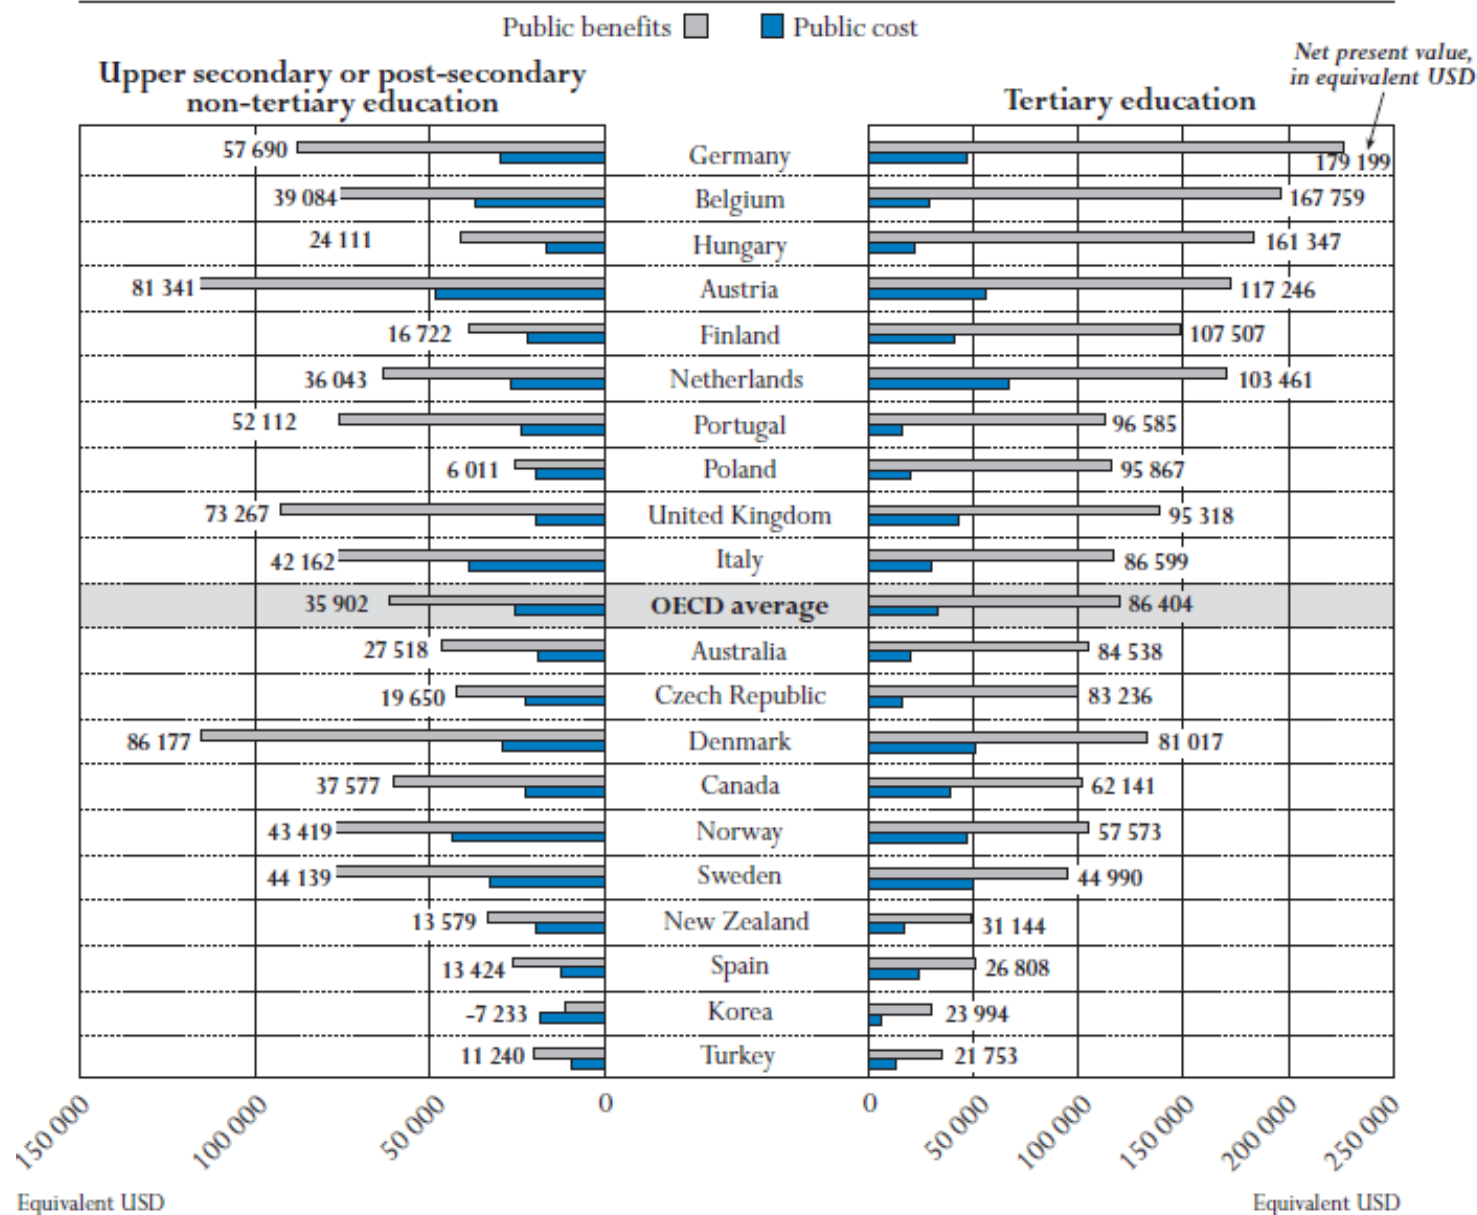 Public benefits
Public cost
Net present value,
in equivalent USD
Upper secondary or post-secondary
non-tertiary education
Tertiary education
57 690 Germany 179 199
39 084 Belgium 167 759
24 111 Hungary 161 347
81 341 Austria 117 246
16 722 Finland 107 507
36 043 Netherlands 103 461
52 112 Portugal 96 585
6 011 Poland 95 867
73 267 United Kingdom 95 318
42 162 Italy 86 599
35 902 OECD average 86 404
27 518 Australia 84 538
19 650 Czech Republic 83 236
86 177 Denmark 81 017
37 577 Canada 62 141
43 419 Norway 57 573
44 139 Sweden 44 990
13 579 New Zealand 31 144
13 424 Spain 26 808
-7 233 Korea 23 994
11 240 Turkey 21 753
150 000 100 000 50 000 0 0 50 000 100 000 150 000 200 000 250 000
Equivalent USD Equivalent USD